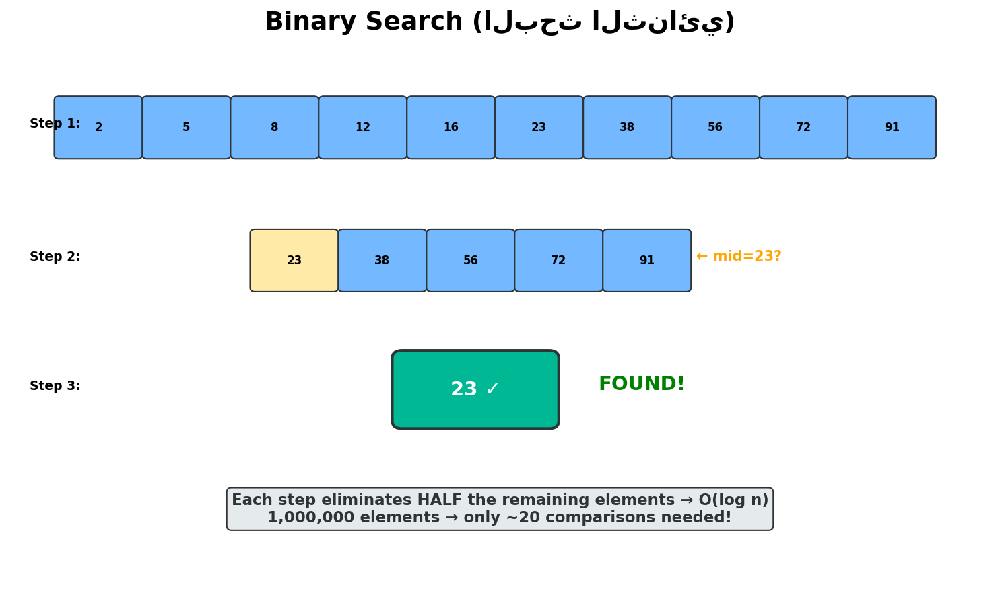 Binary Search (البحث الثنائي)
Step 1: 2 5 8 12 16 23 38 56 72 91
Step 2: 23 38 56 72 91 ← mid=23?
Step 3: 23 ✓ FOUND!
Each step eliminates HALF the remaining elements → O(log n)
1,000,000 elements → only ~20 comparisons needed!